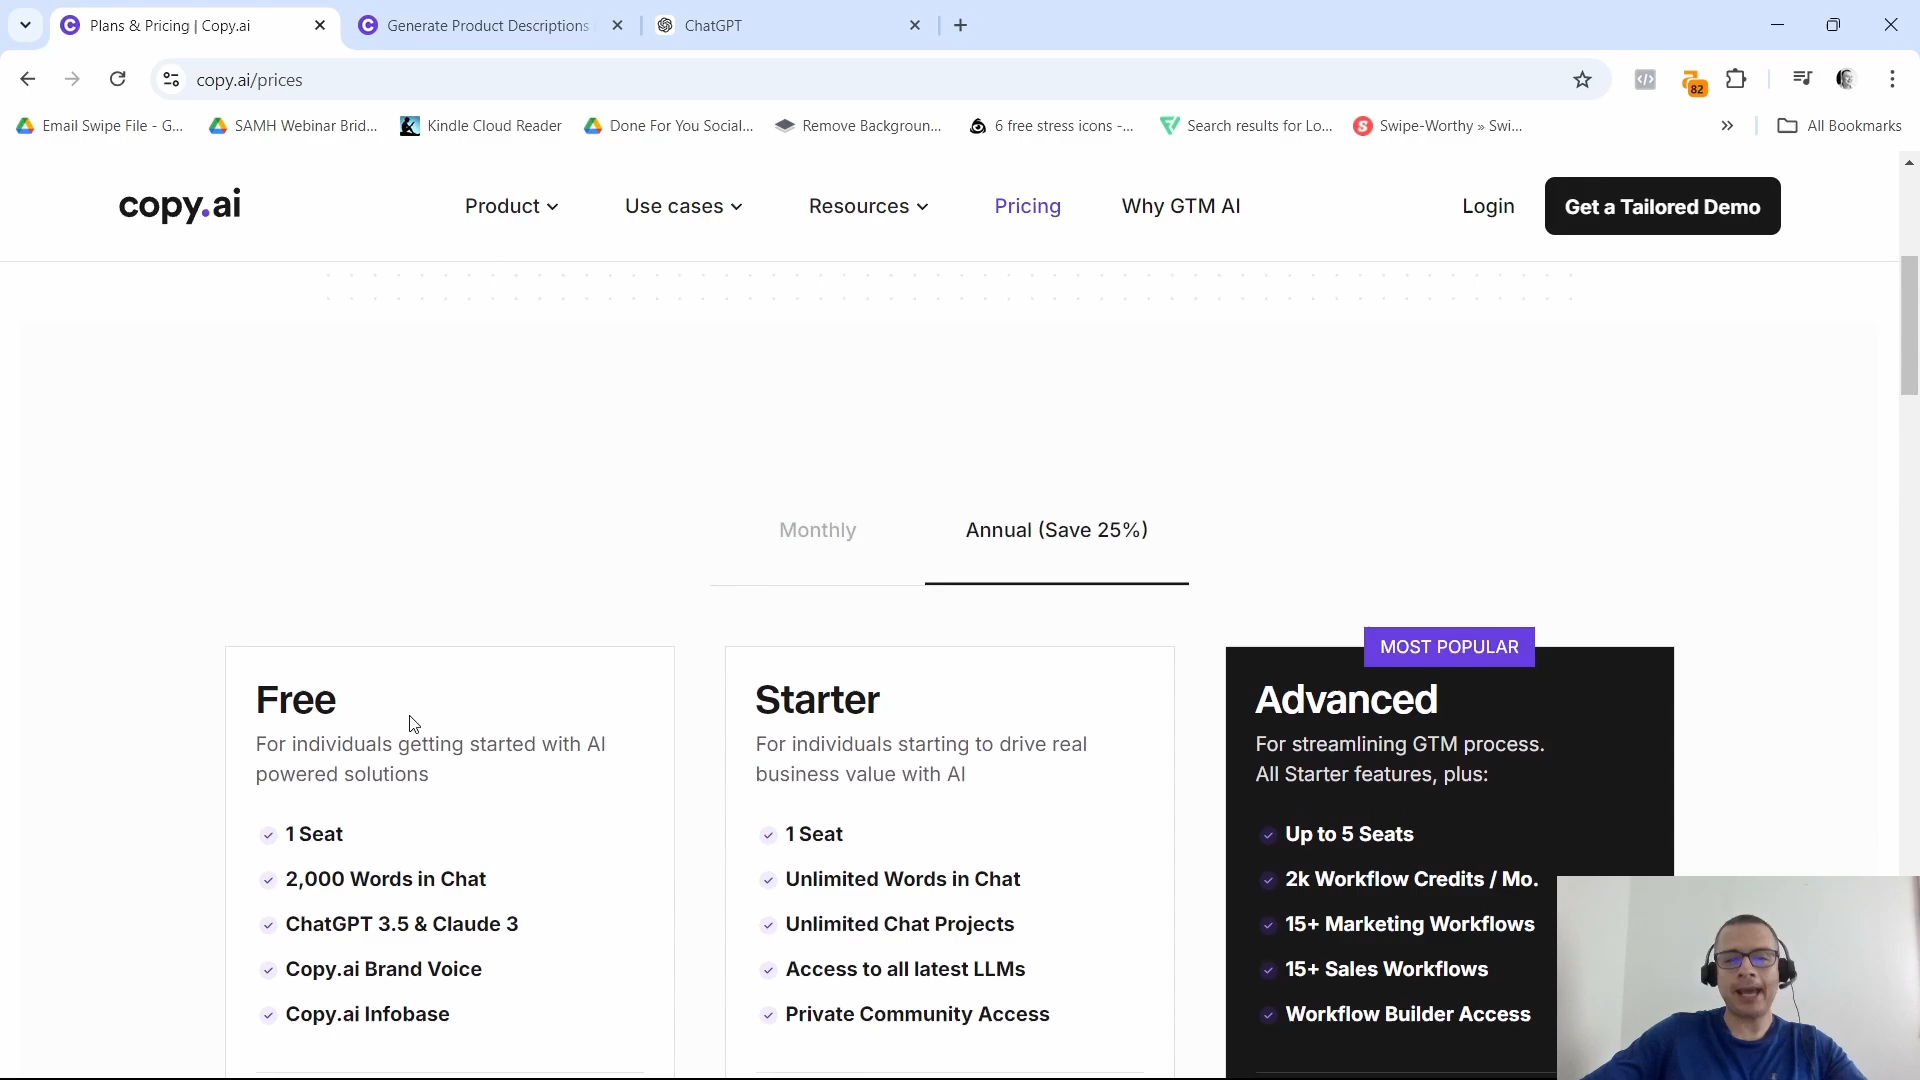 Plans & Pricing | Copy.ai
Generate Product Descriptions
ChatGPT
copy.ai/prices
82
Email Swipe File - G...
SAMH Webinar Brid...
Kindle Cloud Reader
Done For You Social...
Remove Backgroun...
6 free stress icons -...
Search results for Lo...
Swipe-Worthy » Swi...
All Bookmarks
copy.ai
Product
Use cases
Resources
Pricing
Why GTM AI
Login
Get a Tailored Demo
Monthly
Annual (Save 25%)
Free
For individuals getting started with AI
powered solutions
1 Seat
2,000 Words in Chat
ChatGPT 3.5 & Claude 3
Copy.ai Brand Voice
Copy.ai Infobase
Starter
For individuals starting to drive real
business value with AI
1 Seat
Unlimited Words in Chat
Unlimited Chat Projects
Access to all latest LLMs
Private Community Access
MOST POPULAR
Advanced
For streamlining GTM process.
All Starter features, plus:
Up to 5 Seats
2k Workflow Credits / Mo.
15+ Marketing Workflows
15+ Sales Workflows
Workflow Builder Access